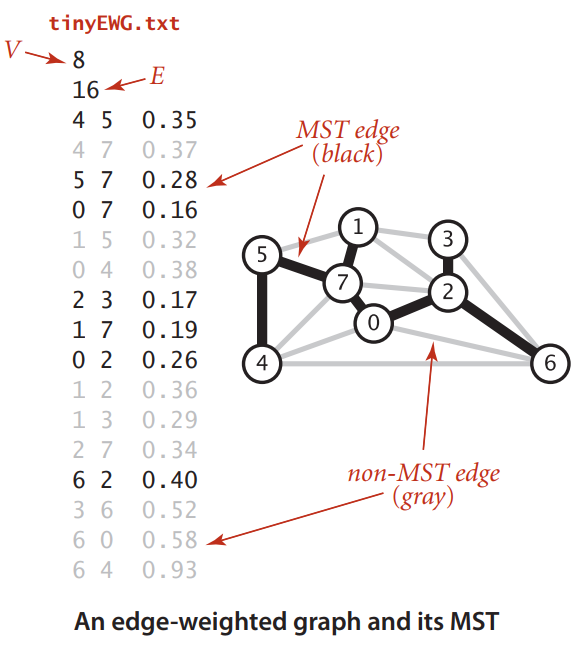 tinyEWG.txt
V
8
16
E
4 5 0.35
4 7 0.37
5 7 0.28
0 7 0.16
1 5 0.32
0 4 0.38
2 3 0.17
1 7 0.19
0 2 0.26
1 2 0.36
1 3 0.29
2 7 0.34
6 2 0.40
3 6 0.52
6 0 0.58
6 4 0.93
MST edge
(black)
1
3
5
7
2
0
4
6
non-MST edge
(gray)
An edge-weighted graph and its MST